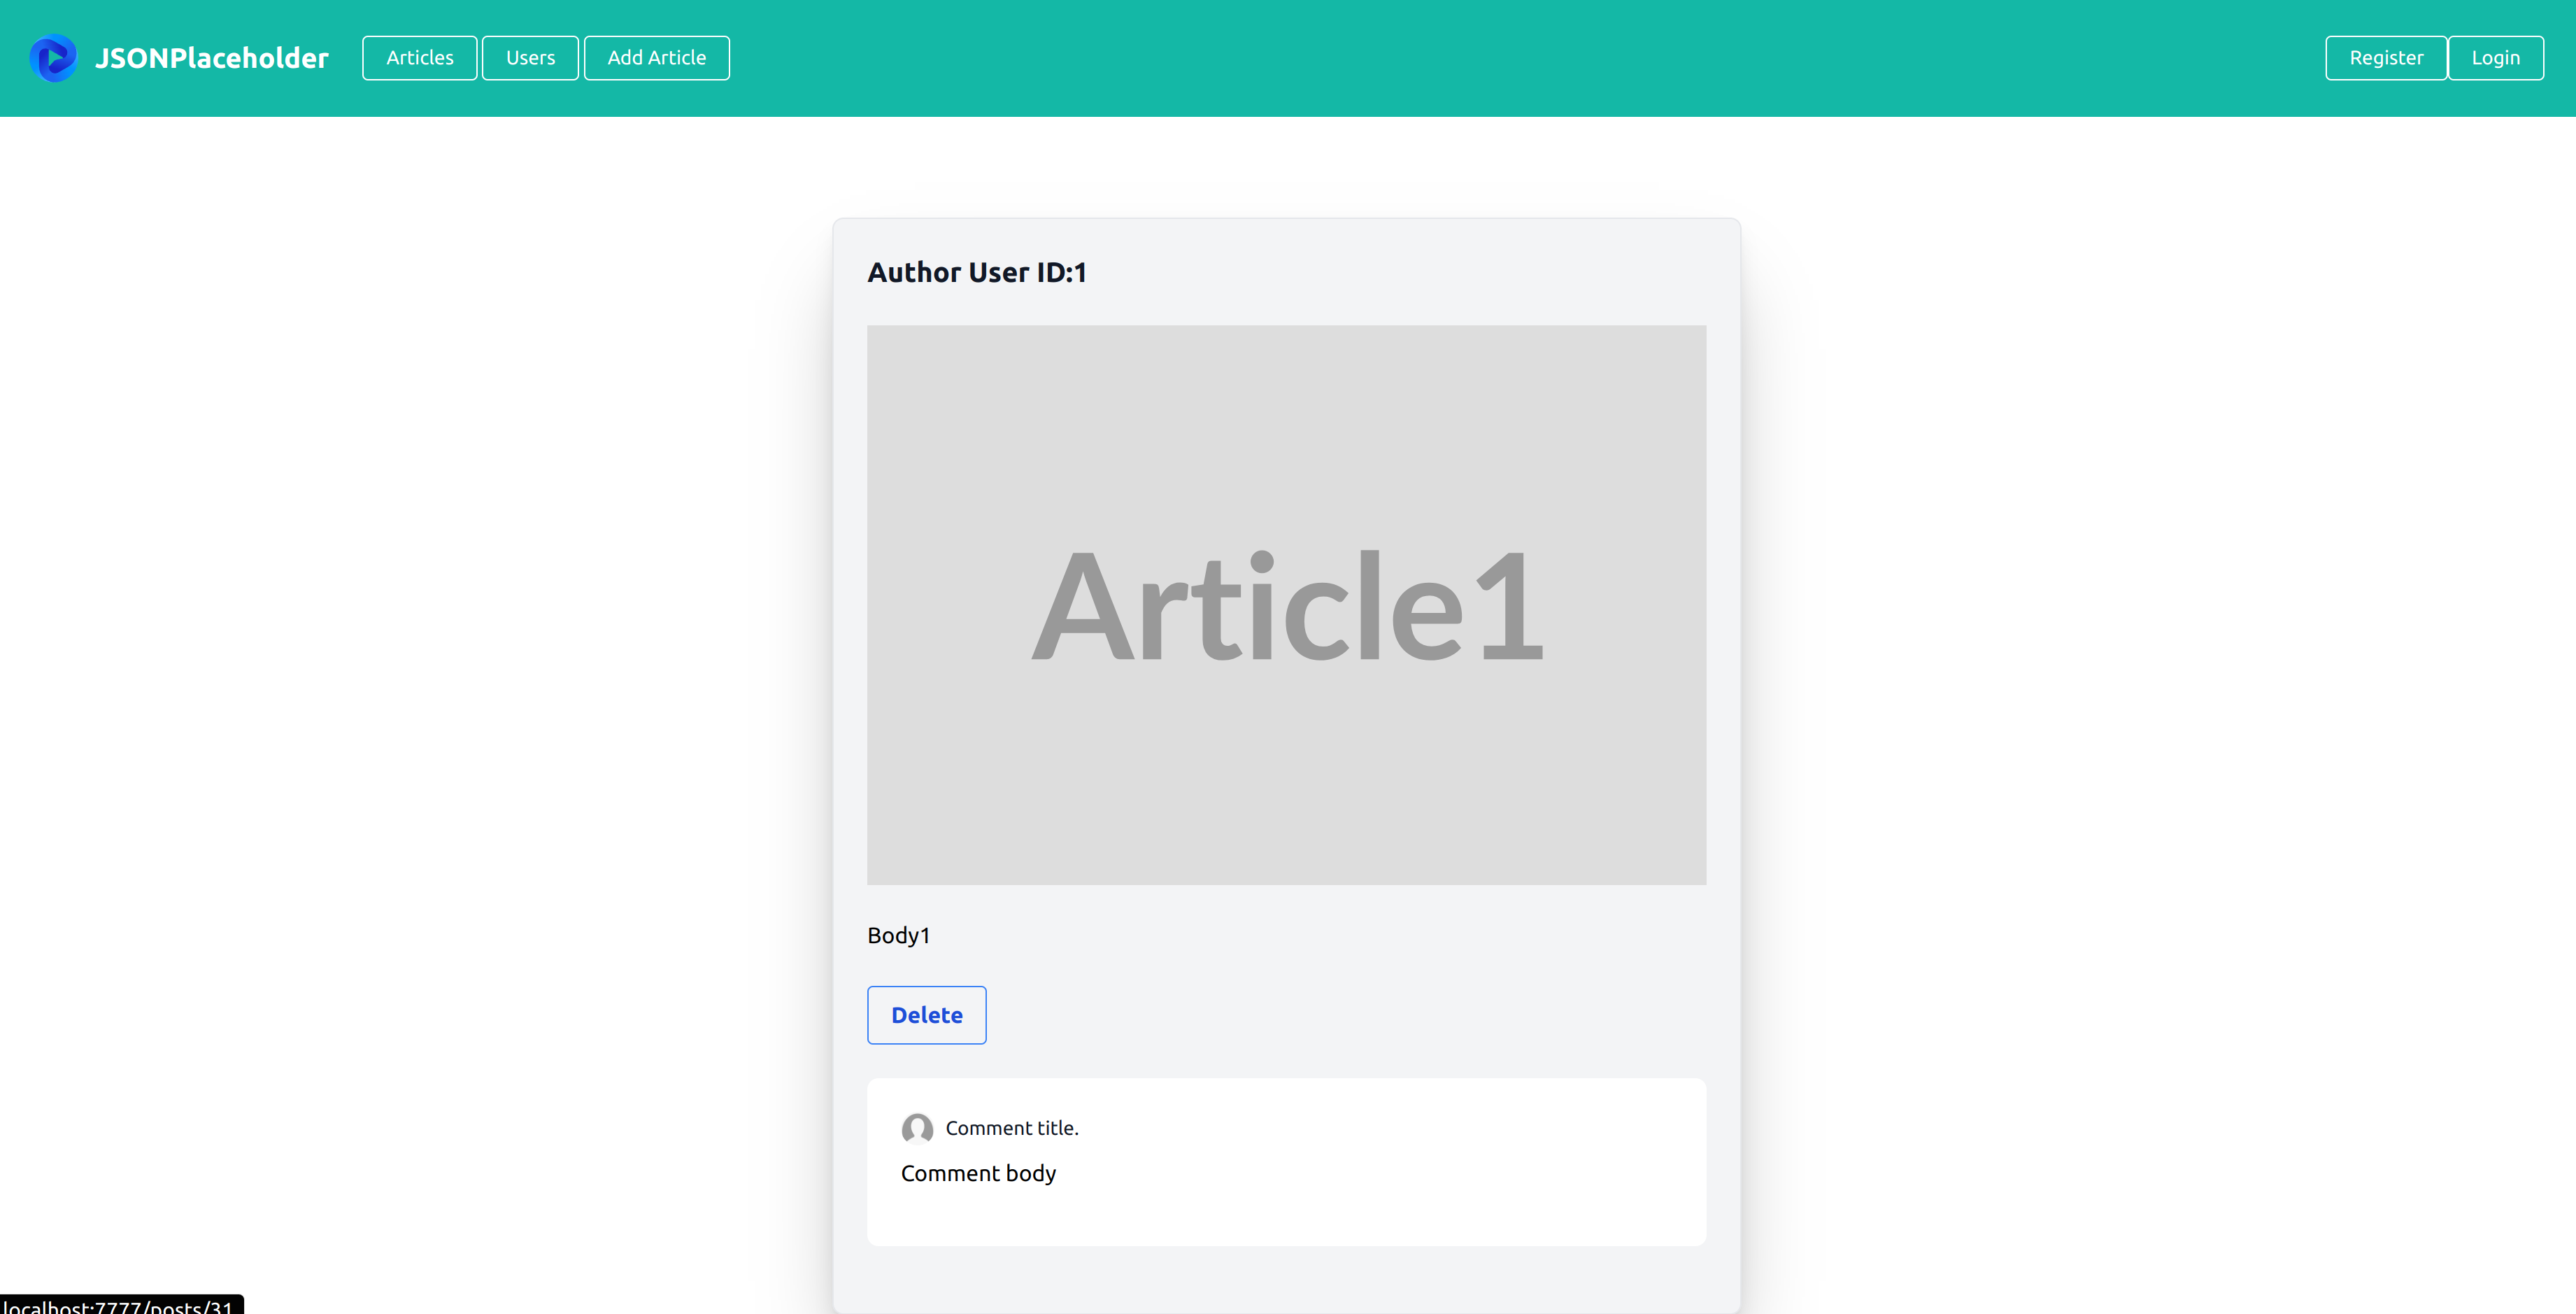 JSONPlaceholder Articles Users Add Article Register Login
Author User ID:1
Article1
Body1
Delete
Comment title.
Comment body
localhost:7777/posts/31